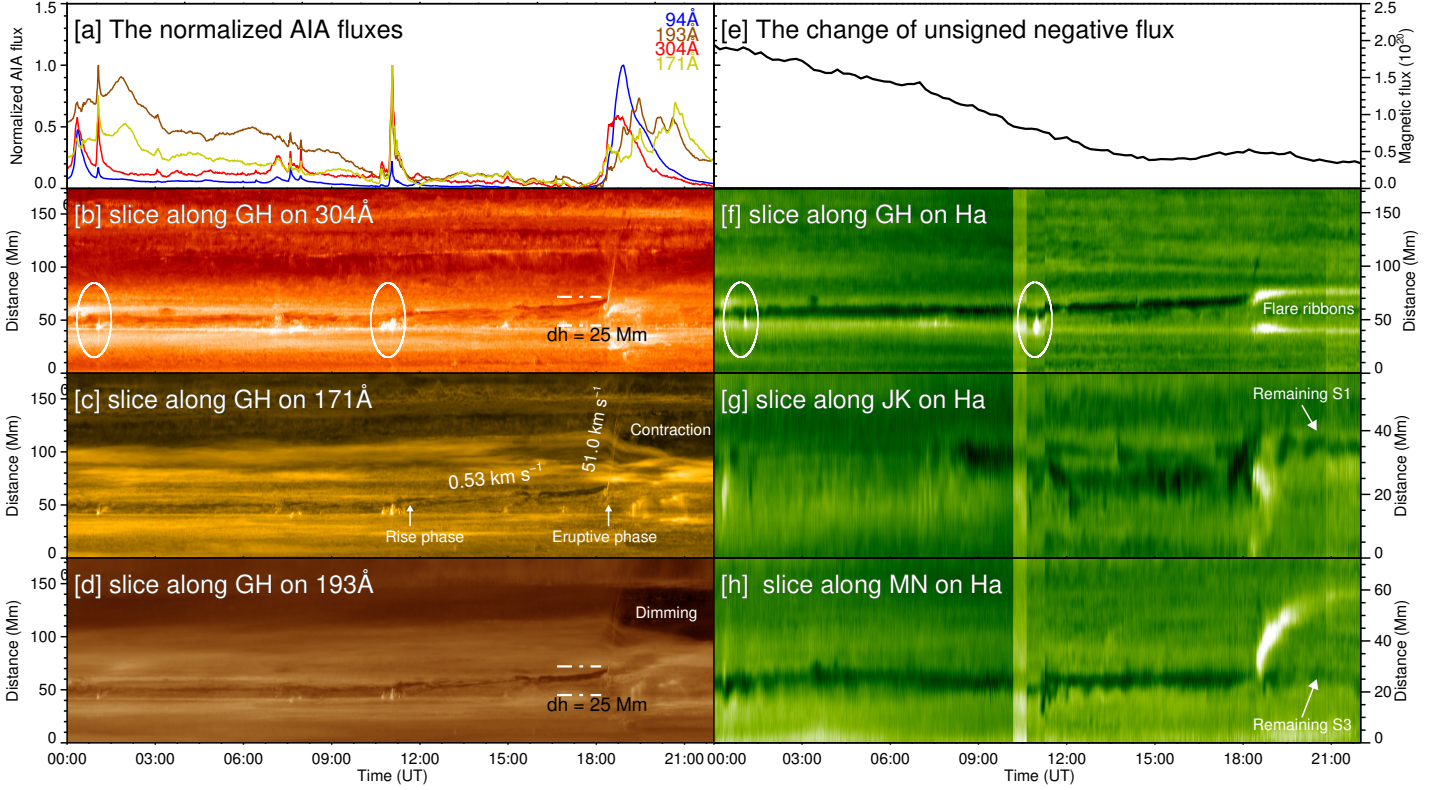 [a] The normalized AIA fluxes
94Å
193Å
304Å
171Å
Normalized AIA flux
1.5
1.0
0.5
0.0
[e] The change of unsigned negative flux
Magnetic flux (10²⁰)
2.5
2.0
1.5
1.0
0.5
0.0
[b] slice along GH on 304Å
Distance (Mm)
150
100
50
0
dh = 25 Mm
[f] slice along GH on Ha
Flare ribbons
Distance (Mm)
150
100
50
0
[c] slice along GH on 171Å
Distance (Mm)
150
100
50
0
0.53 km s⁻¹
51.0 km s⁻¹
Contraction
Rise phase
Eruptive phase
[g] slice along JK on Ha
Remaining S1
Distance (Mm)
40
20
0
[d] slice along GH on 193Å
Distance (Mm)
150
100
50
0
Dimming
dh = 25 Mm
[h] slice along MN on Ha
Remaining S3
Distance (Mm)
60
40
20
0
00:00 03:00 06:00 09:00 12:00 15:00 18:00 21:00
Time (UT)
00:00 03:00 06:00 09:00 12:00 15:00 18:00 21:00
Time (UT)